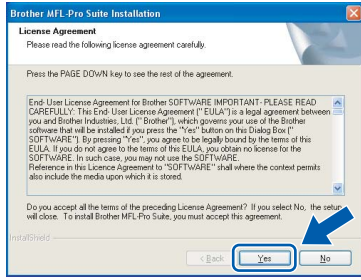 Brother MFL-Pro Suite Installation
License Agreement
Please read the following license agreement carefully.
Press the PAGE DOWN key to see the rest of the agreement.
End- User License Agreement for Brother SOFTWARE IMPORTANT- PLEASE READ
CAREFULLY: This End- User License Agreement (" EULA") is a legal agreement between
you and Brother Industries, Ltd. (" Brother"), which governs your use of the Brother
software that will be installed if you press the "Yes" button on this Dialog Box ("
SOFTWARE"). By pressing "Yes", you agree to be legally bound by the terms of this
EULA. If you do not agree to the terms of this EULA, you obtain no license for the
SOFTWARE. In such case, you may not use the SOFTWARE.
Reference in this Licence Agreement to "SOFTWARE" shall where the context permits
also include the media upon which it is stored.
Do you accept all the terms of the preceding License Agreement? If you select No, the setup
will close. To install Brother MFL-Pro Suite, you must accept this agreement.
InstallShield
< Back
Yes
No